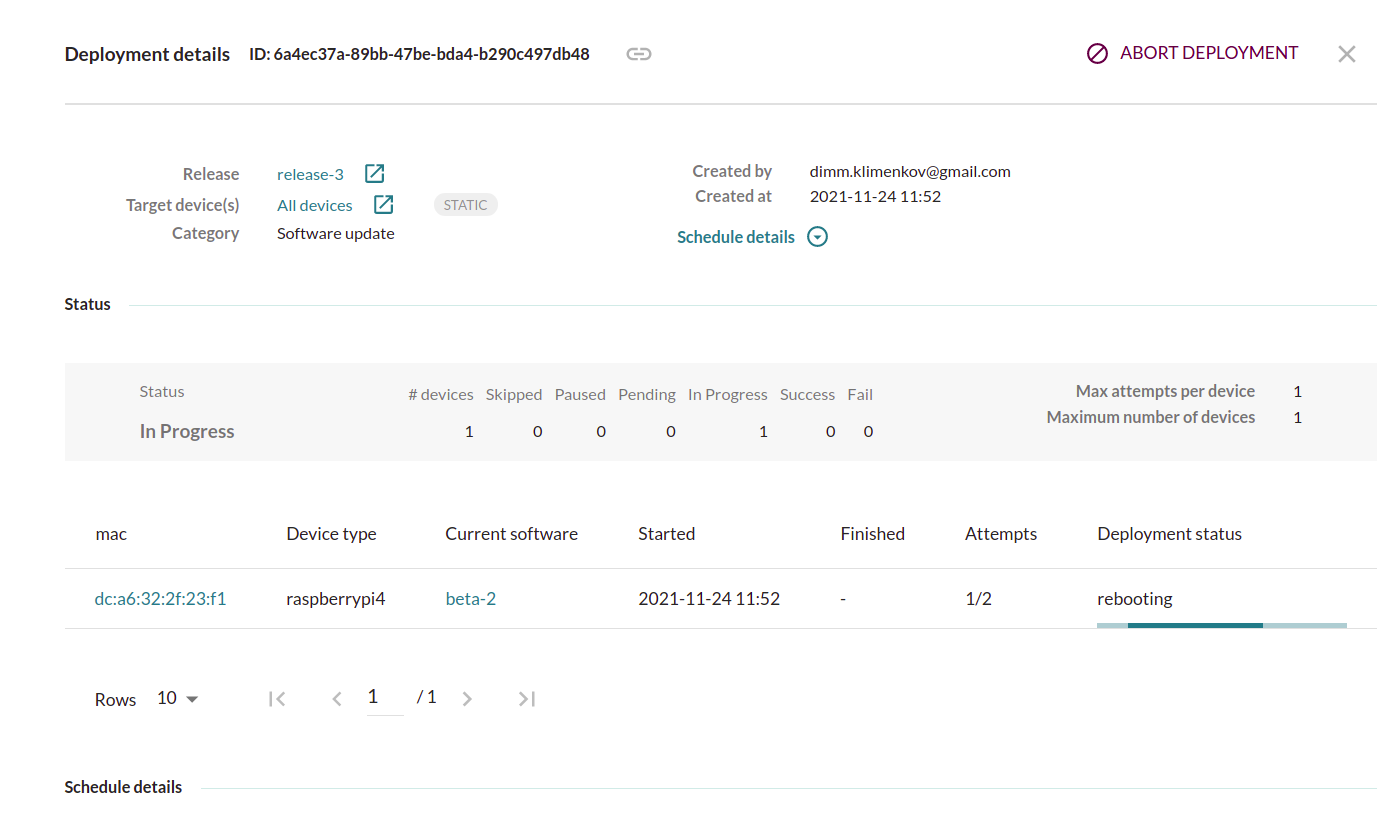 Deployment details ID: 6a4ec37a-89bb-47be-bda4-b290c497db48 ABORT DEPLOYMENT
Release release-3
Target device(s) All devices STATIC
Category Software update
Created by dimm.klimenkov@gmail.com
Created at 2021-11-24 11:52
Schedule details
Status
Status # devices Skipped Paused Pending In Progress Success Fail
In Progress 1 0 0 0 1 0 0
Max attempts per device 1
Maximum number of devices 1
mac Device type Current software Started Finished Attempts Deployment status
dc:a6:32:2f:23:f1 raspberrypi4 beta-2 2021-11-24 11:52 - 1/2 rebooting
Rows 10 1 / 1
Schedule details